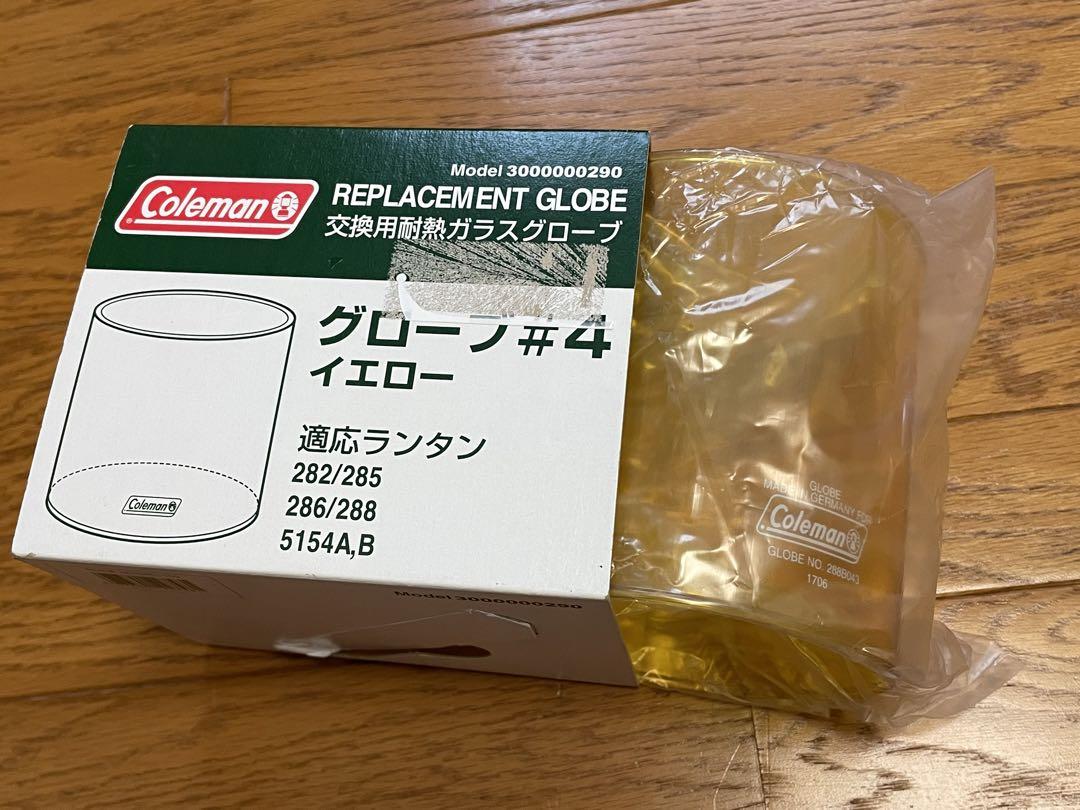 Model 3000000290
Coleman
REPLACEMENT GLOBE
交換用耐熱ガラスグローブ
グローブ#4
イエロー
適応ランタン
282/285
286/288
5154A,B
Coleman
Model 3000000290
GLOBE
MADE IN GERMANY FOR
Coleman
GLOBE NO. 288B043
1706